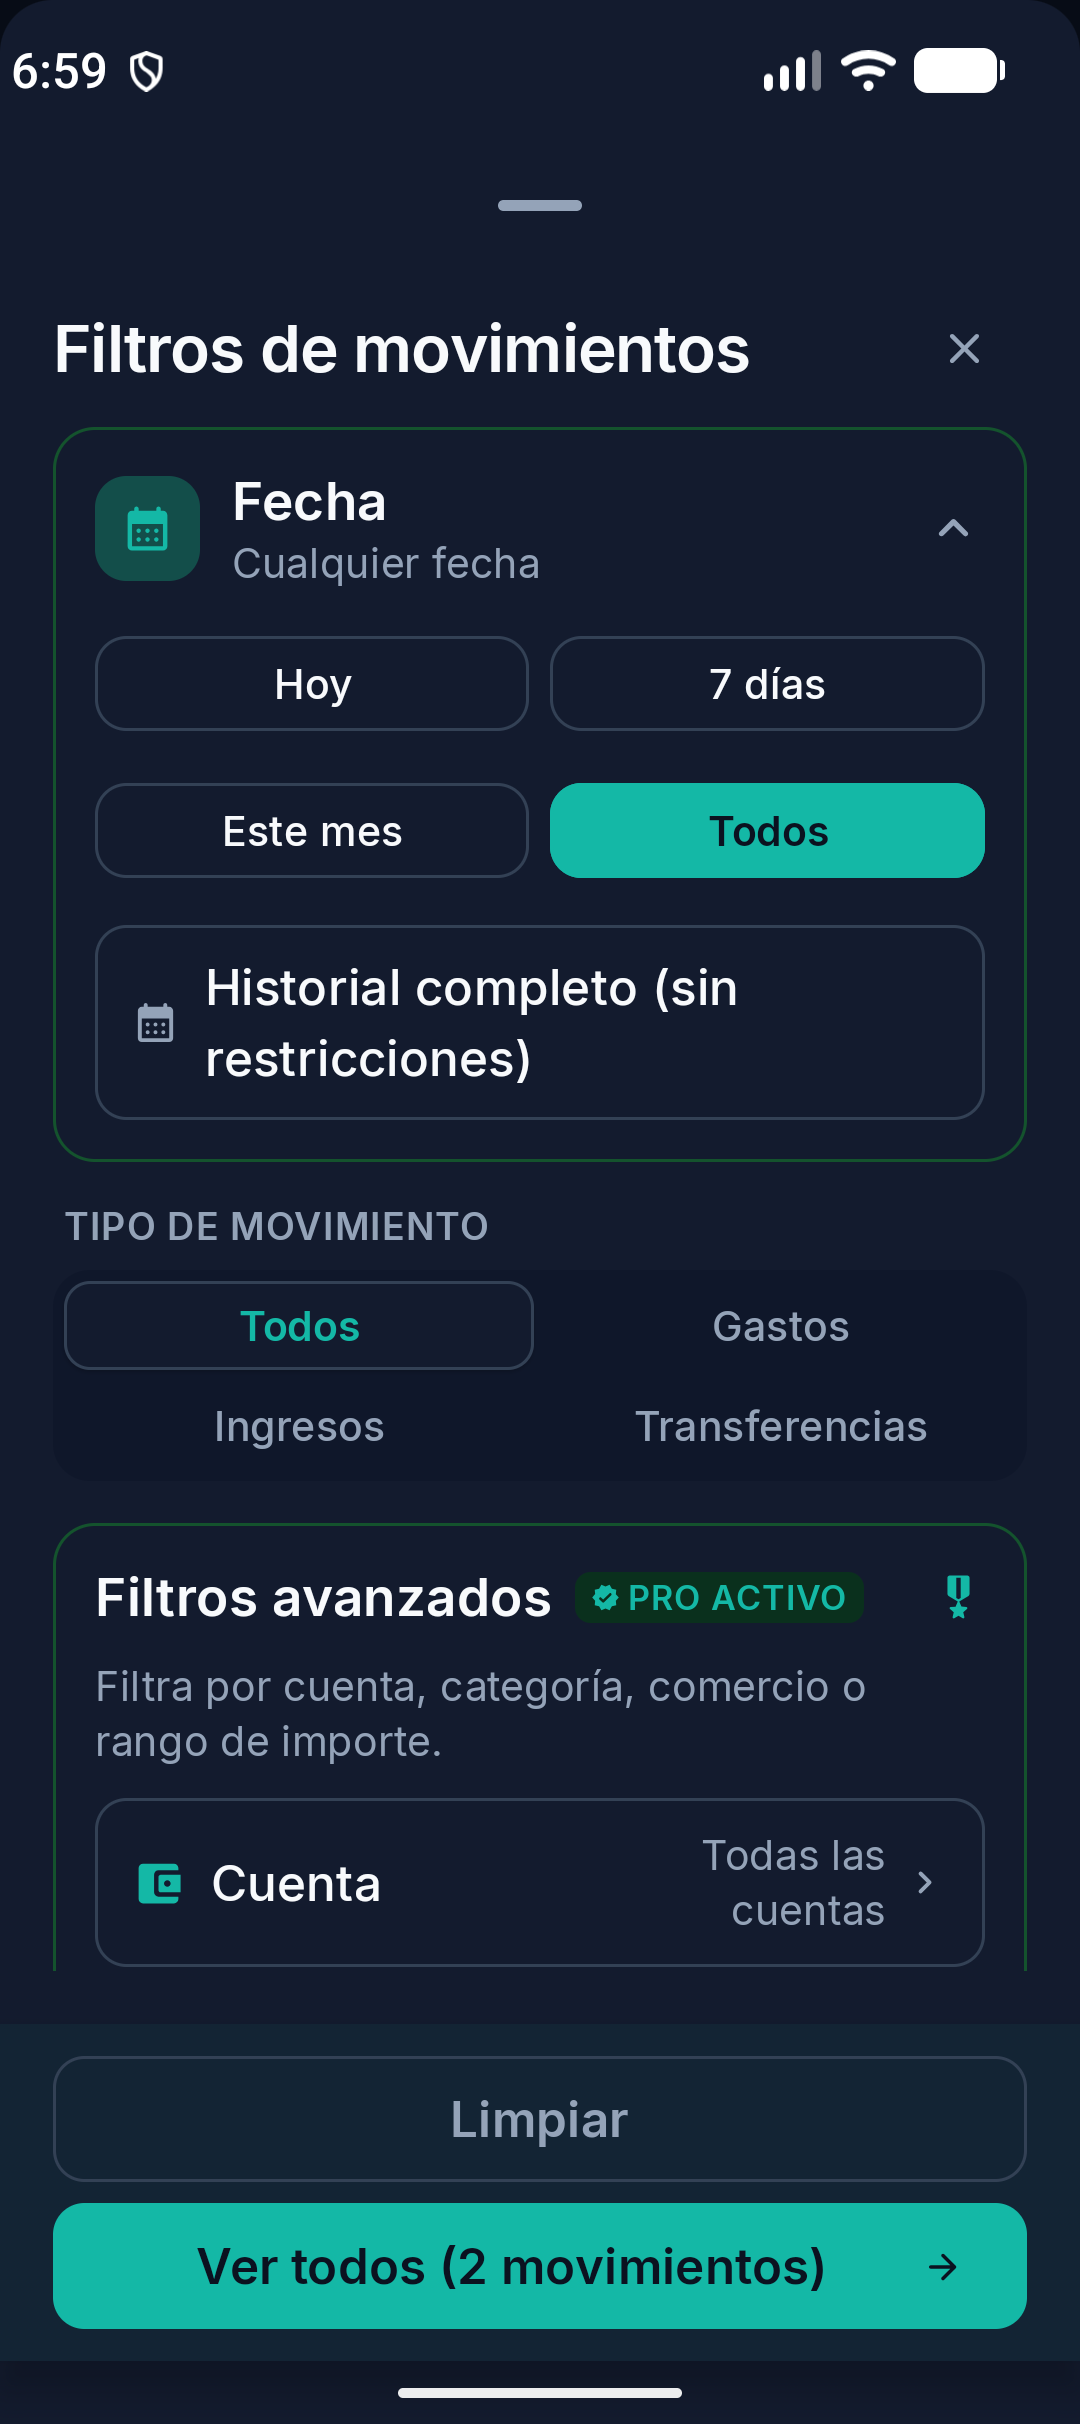 6:59
Filtros de movimientos
Fecha
Cualquier fecha
Hoy
7 días
Este mes
Todos
Historial completo (sin
restricciones)
TIPO DE MOVIMIENTO
Todos
Gastos
Ingresos
Transferencias
Filtros avanzados
PRO ACTIVO
Filtra por cuenta, categoría, comercio o
rango de importe.
Cuenta
Todas las
cuentas
Limpiar
Ver todos (2 movimientos)